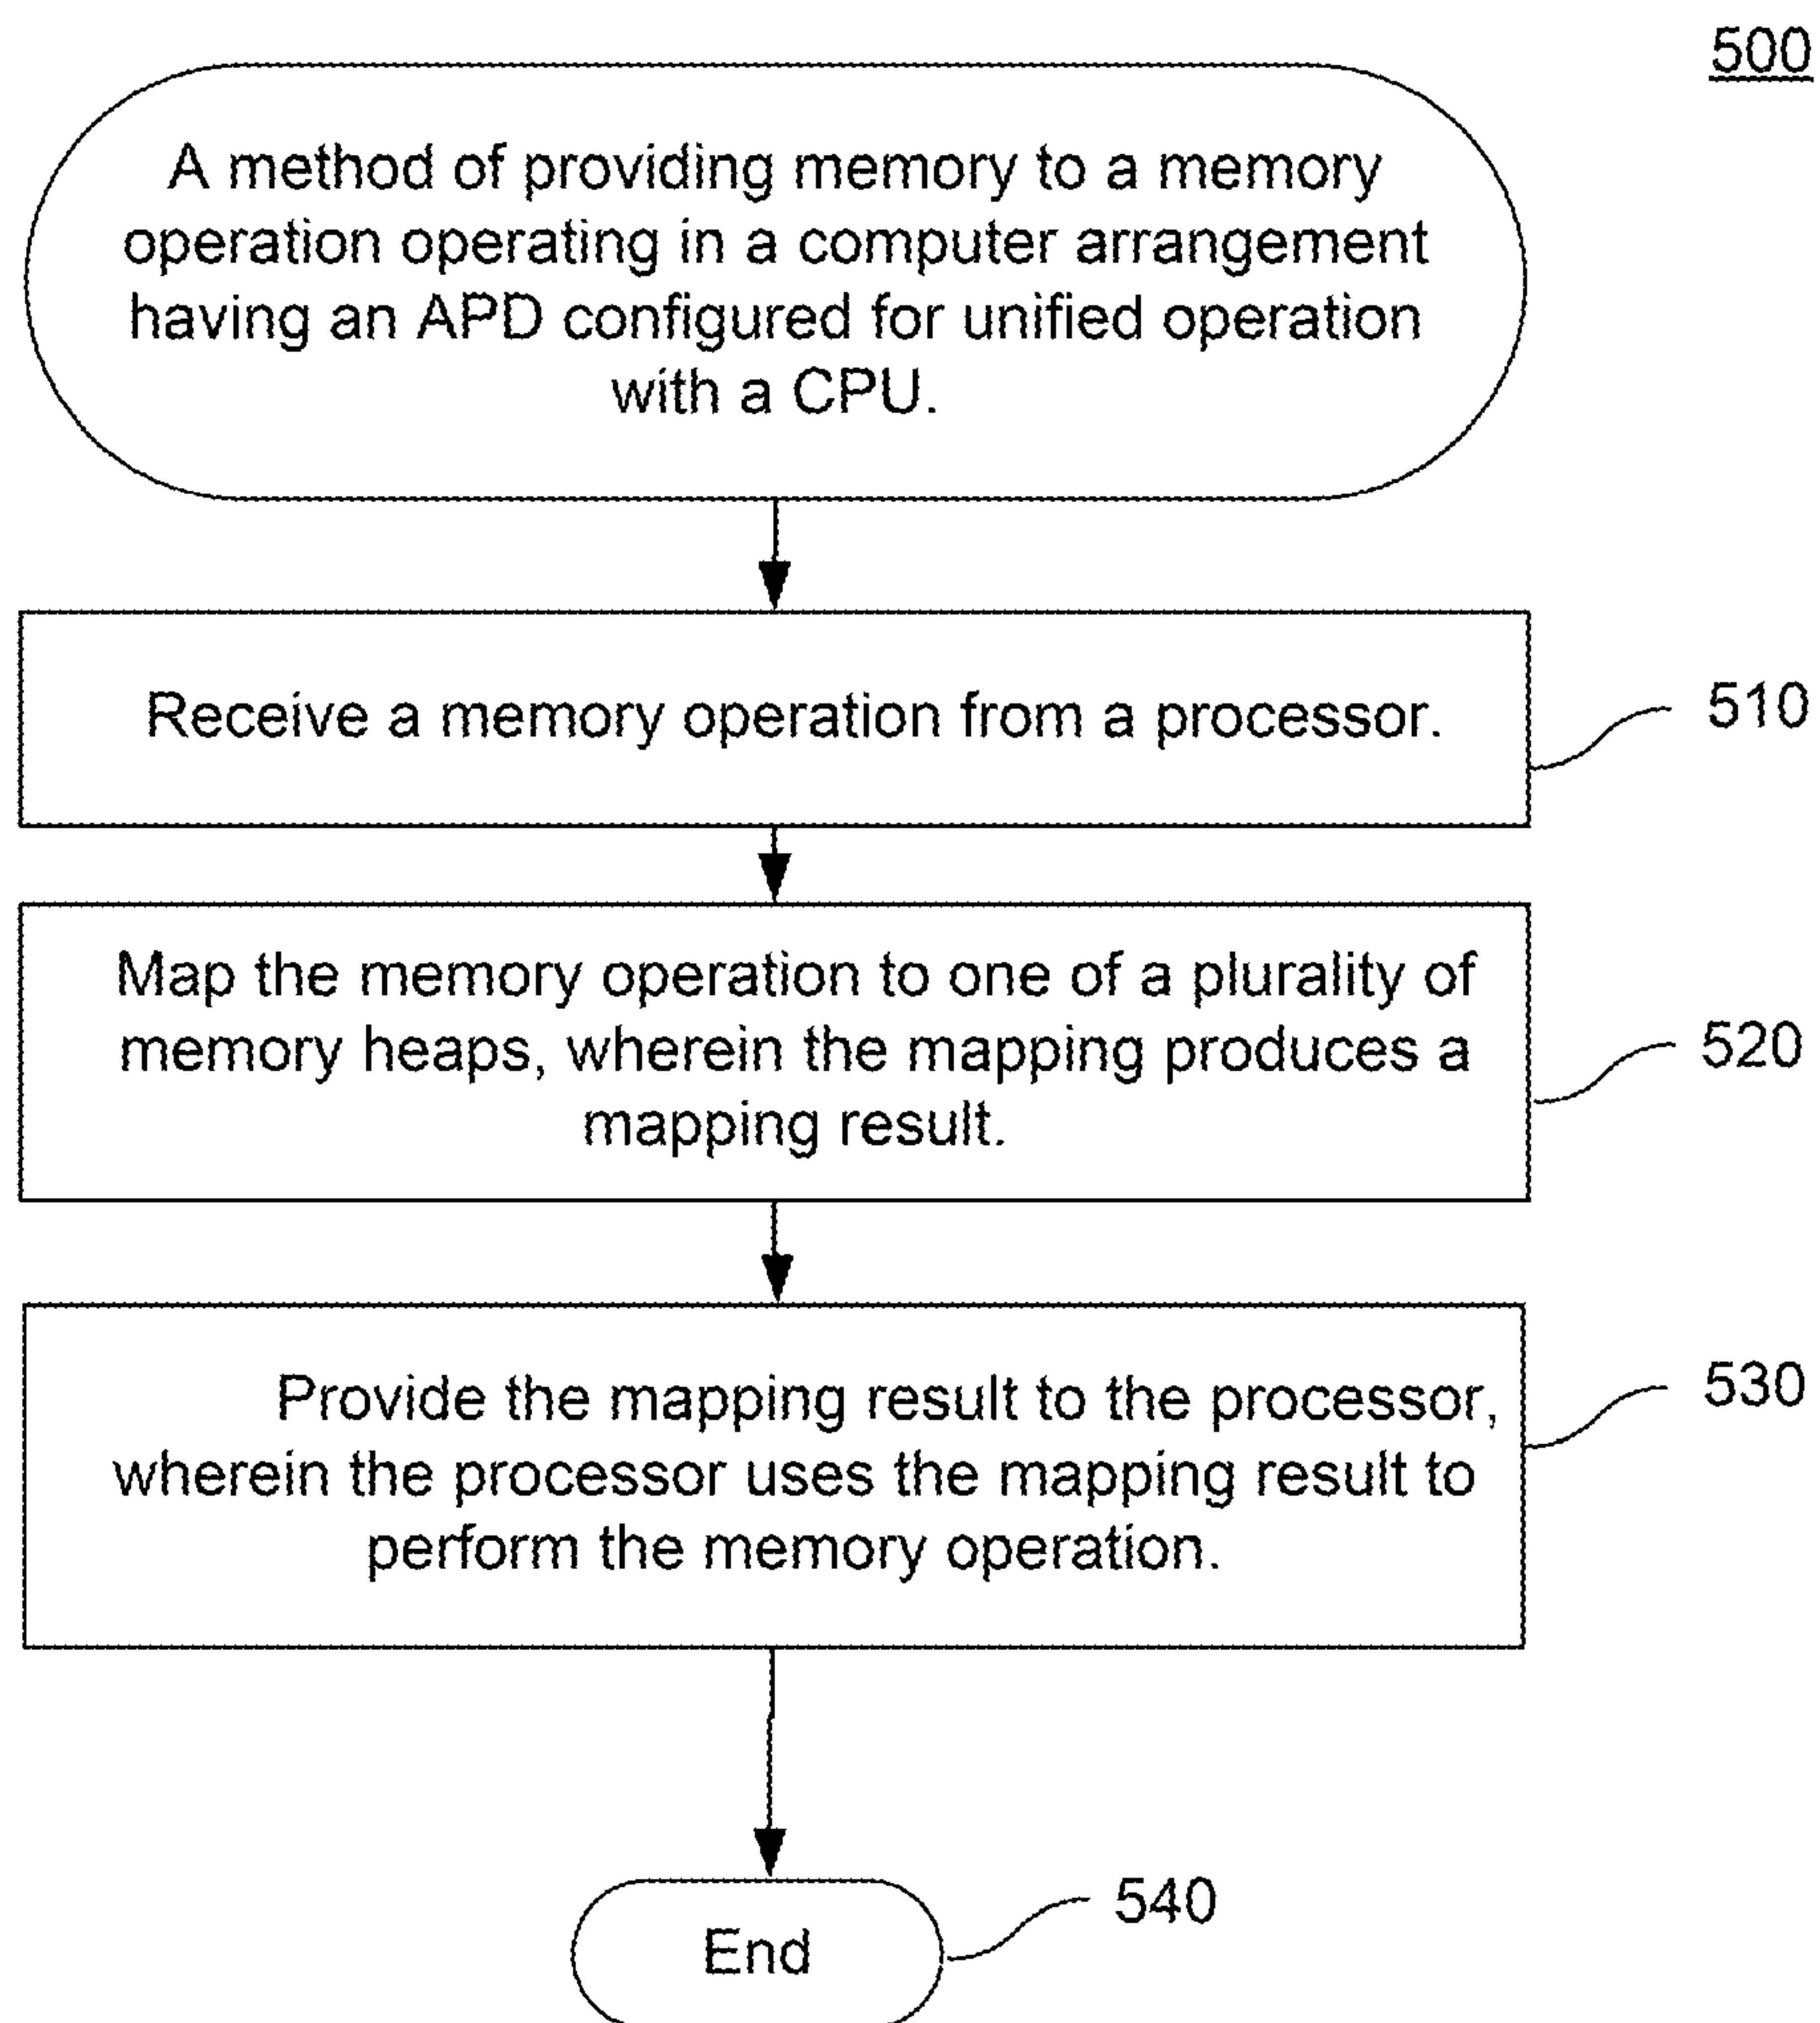 500
A method of providing memory to a memory
operation operating in a computer arrangement
having an APD configured for unified operation
with a CPU.
Receive a memory operation from a processor.
510
Map the memory operation to one of a plurality of
memory heaps, wherein the mapping produces a
mapping result.
520
Provide the mapping result to the processor,
wherein the processor uses the mapping result to
perform the memory operation.
530
End
540